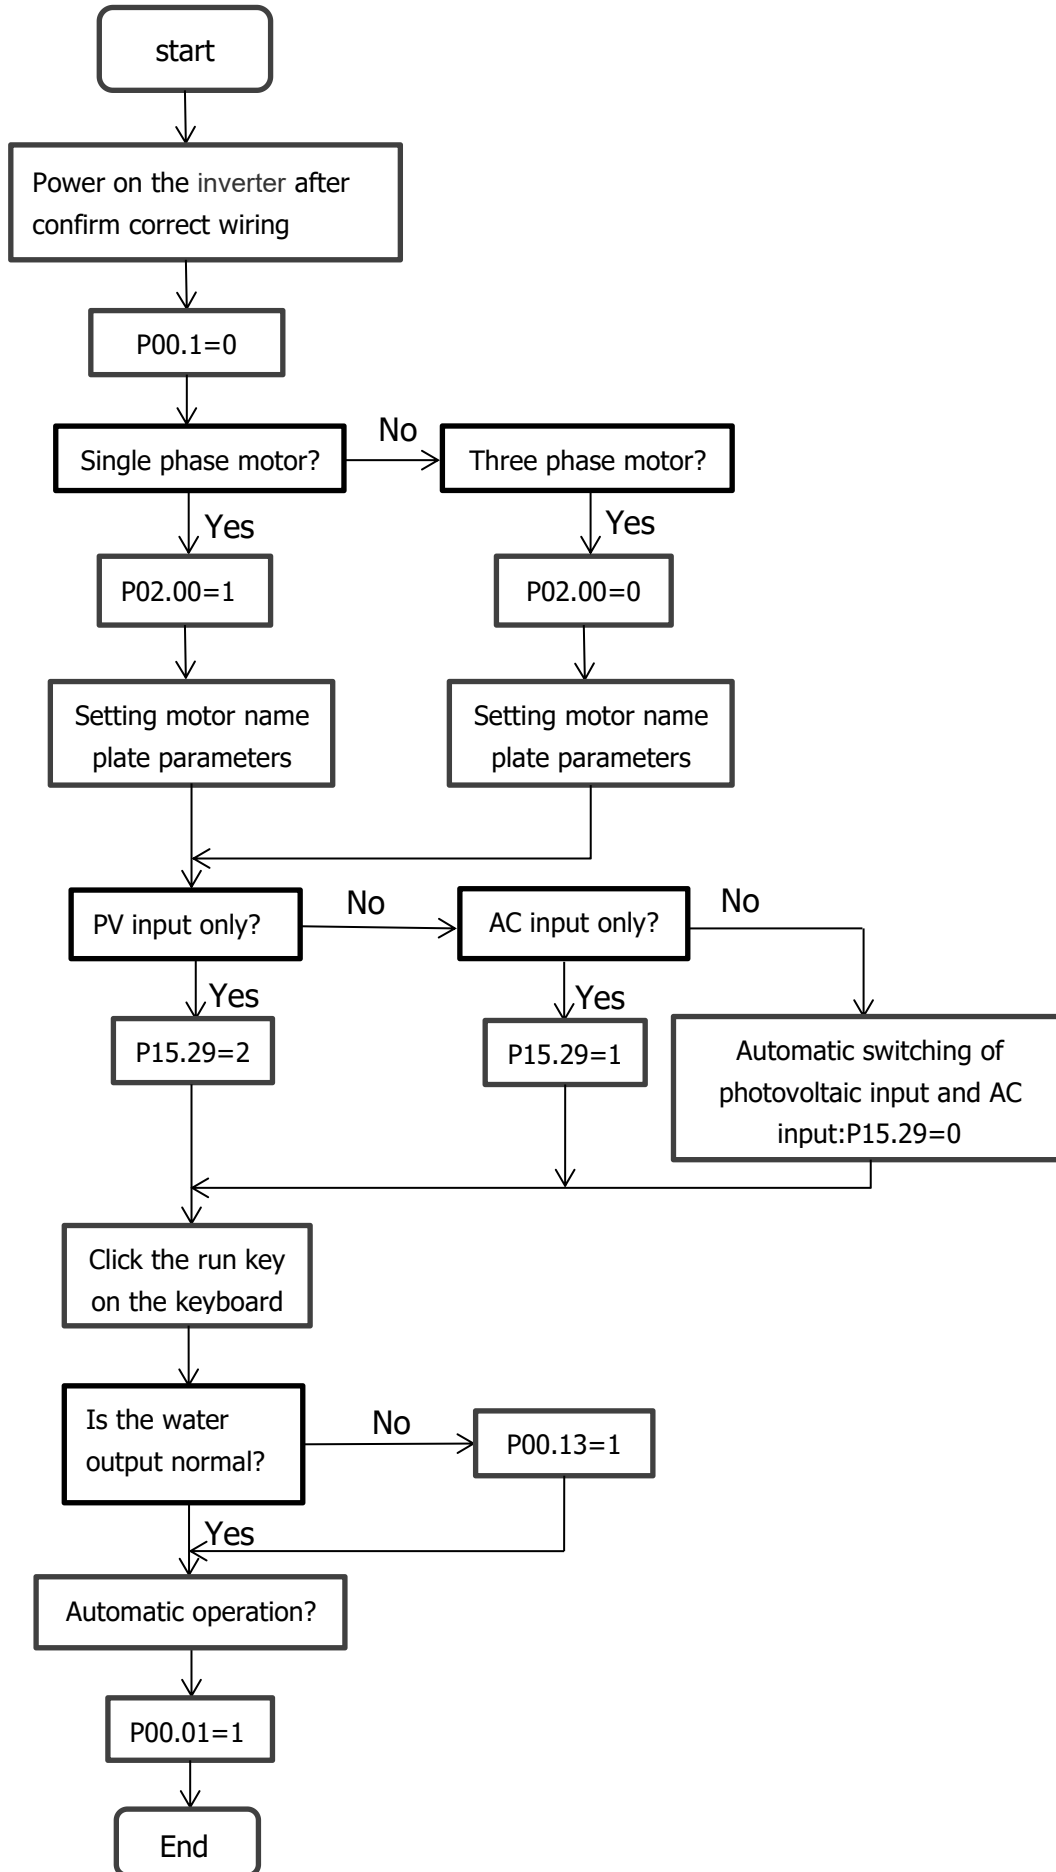 start
Power on the inverter after
confirm correct wiring
P00.1=0
Single phase motor?
No
Three phase motor?
Yes
Yes
P02.00=1
P02.00=0
Setting motor name
plate parameters
Setting motor name
plate parameters
PV input only?
No
AC input only?
No
Yes
Yes
P15.29=2
P15.29=1
Automatic switching of
photovoltaic input and AC
input:P15.29=0
Click the run key
on the keyboard
Is the water
output normal?
No
P00.13=1
Yes
Automatic operation?
P00.01=1
End